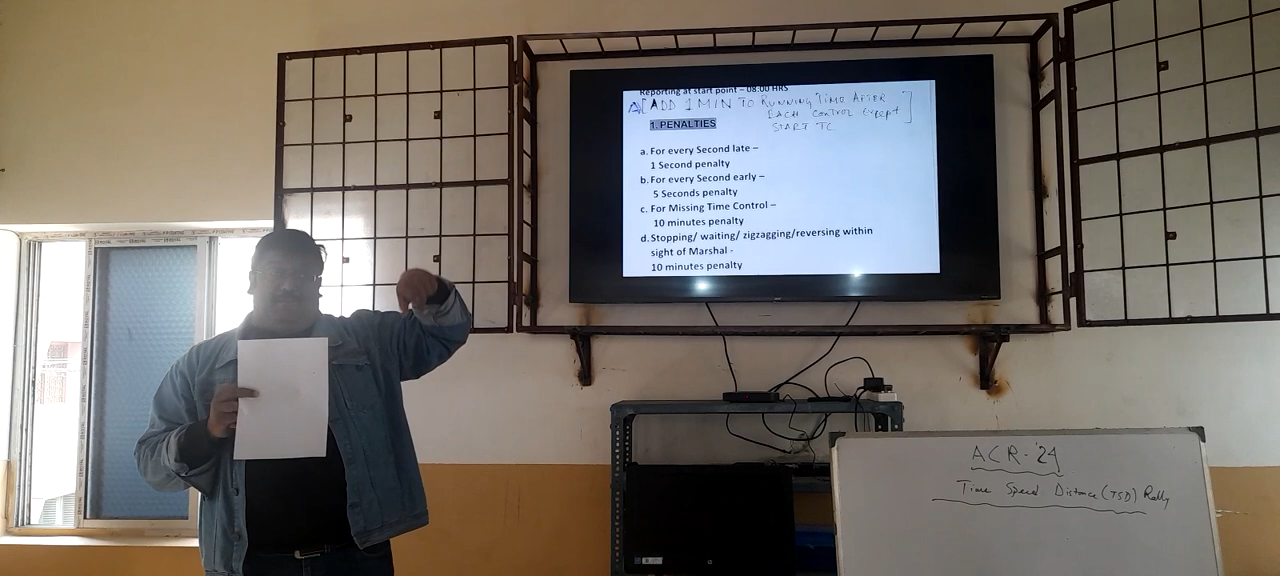 Reporting at start point – 08:00 HRS
[ADD 1 MIN TO RUNNING TIME AFTER
EACH CONTROL Except]
START TC
1. PENALTIES
a. For every Second late –
1 Second penalty
b. For every Second early –
5 Seconds penalty
c. For Missing Time Control –
10 minutes penalty
d. Stopping/ waiting/ zigzagging/reversing within
sight of Marshal -
10 minutes penalty
ACR-'24
Time Speed Distance (TSD) Rally